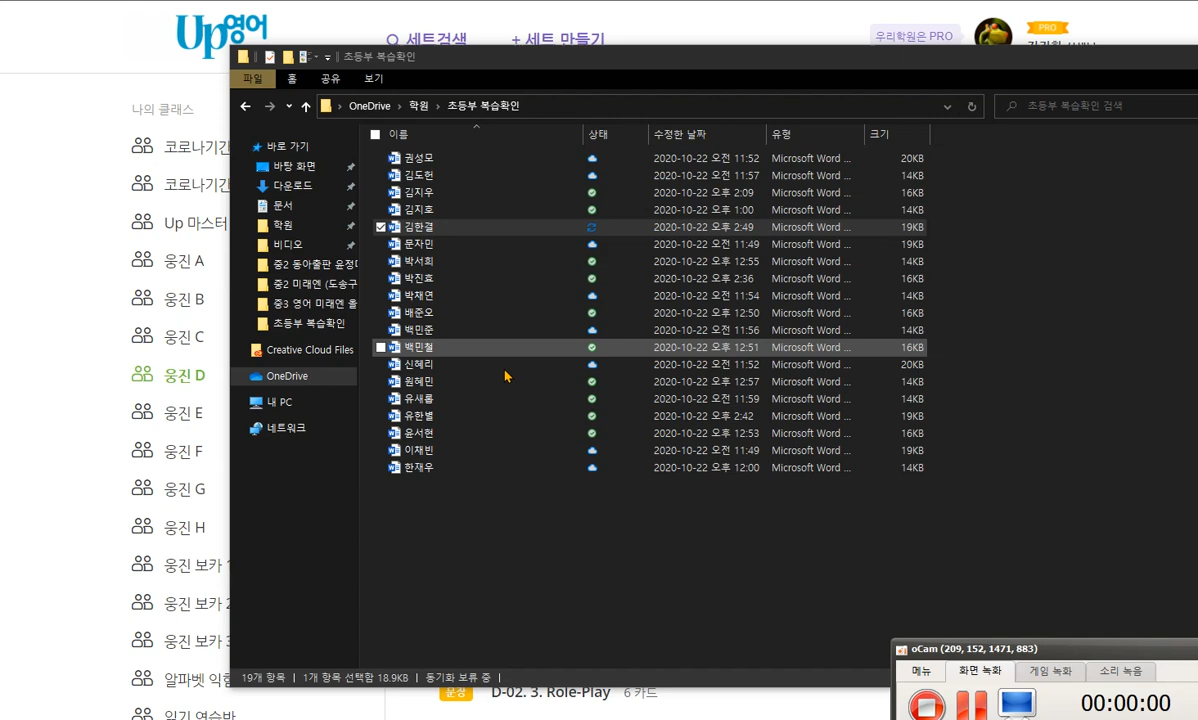 Up영어
세트검색
+ 세트 만들기
우리학원은 PRO
PRO
초등부 복습확인
파일 홈 공유 보기
OneDrive › 학원 › 초등부 복습확인
초등부 복습확인 검색
나의 클래스
코로나기간
코로나기간
Up 마스터
웅진 A
웅진 B
웅진 C
웅진 D
웅진 E
웅진 F
웅진 G
웅진 H
웅진 보카 1
웅진 보카 2
웅진 보카 3
알파벳 익힘
읽기 연습반
바로 가기
바탕 화면
다운로드
문서
학원
비디오
중2 동아출판 윤정미
중2 미래엔 (도송구
중3 영어 미래엔 올
초등부 복습확인
Creative Cloud Files
OneDrive
내 PC
네트워크
이름 상태 수정한 날짜 유형 크기
권성모 2020-10-22 오전 11:52 Microsoft Word ... 20KB
김도헌 2020-10-22 오전 11:57 Microsoft Word ... 14KB
김지우 2020-10-22 오후 2:09 Microsoft Word ... 16KB
김지호 2020-10-22 오후 1:00 Microsoft Word ... 14KB
김한결 2020-10-22 오후 2:49 Microsoft Word ... 19KB
문자민 2020-10-22 오전 11:49 Microsoft Word ... 19KB
박서희 2020-10-22 오후 12:55 Microsoft Word ... 14KB
박진효 2020-10-22 오후 2:36 Microsoft Word ... 16KB
박재연 2020-10-22 오전 11:54 Microsoft Word ... 14KB
배준오 2020-10-22 오후 12:50 Microsoft Word ... 16KB
백민준 2020-10-22 오전 11:56 Microsoft Word ... 14KB
백민철 2020-10-22 오후 12:51 Microsoft Word ... 16KB
신혜리 2020-10-22 오전 11:52 Microsoft Word ... 20KB
원혜민 2020-10-22 오후 12:57 Microsoft Word ... 14KB
유새롬 2020-10-22 오전 11:59 Microsoft Word ... 14KB
유한별 2020-10-22 오후 2:42 Microsoft Word ... 19KB
윤서현 2020-10-22 오후 12:53 Microsoft Word ... 16KB
이채빈 2020-10-22 오전 11:49 Microsoft Word ... 19KB
한재우 2020-10-22 오후 12:00 Microsoft Word ... 14KB
19개 항목 | 1개 항목 선택함 18.9KB | 동기화 보류 중 |
문장 D-02. 3. Role-Play 6 카드
oCam (209, 152, 1471, 883)
메뉴 화면 녹화 게임 녹화 소리 녹음
00:00:00